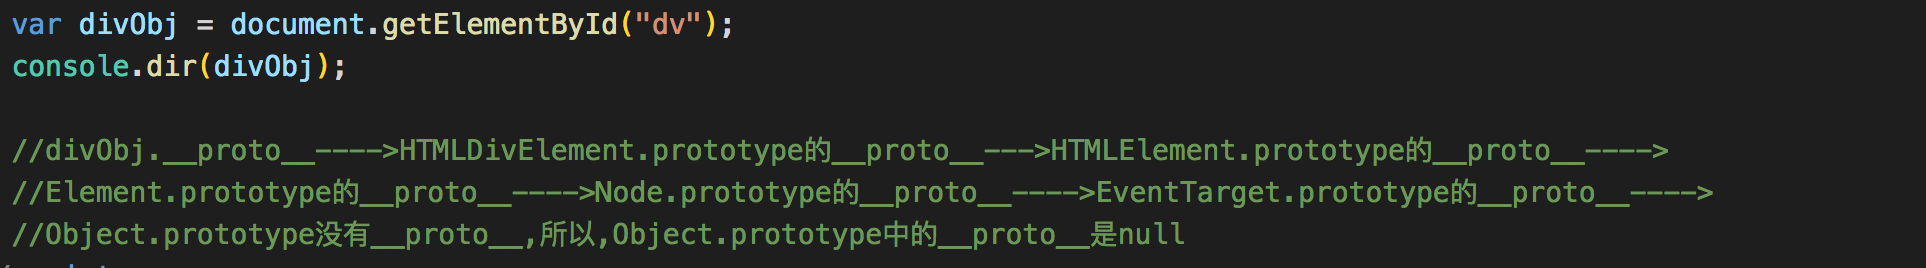 var divObj = document.getElementById("dv");
console.dir(divObj);
//divObj.__proto__---->HTMLDivElement.prototype的__proto__--->HTMLElement.prototype的__proto__---->
//Element.prototype的__proto__---->Node.prototype的__proto__---->EventTarget.prototype的__proto__---->
//Object.prototype没有__proto__,所以,Object.prototype中的__proto__是null